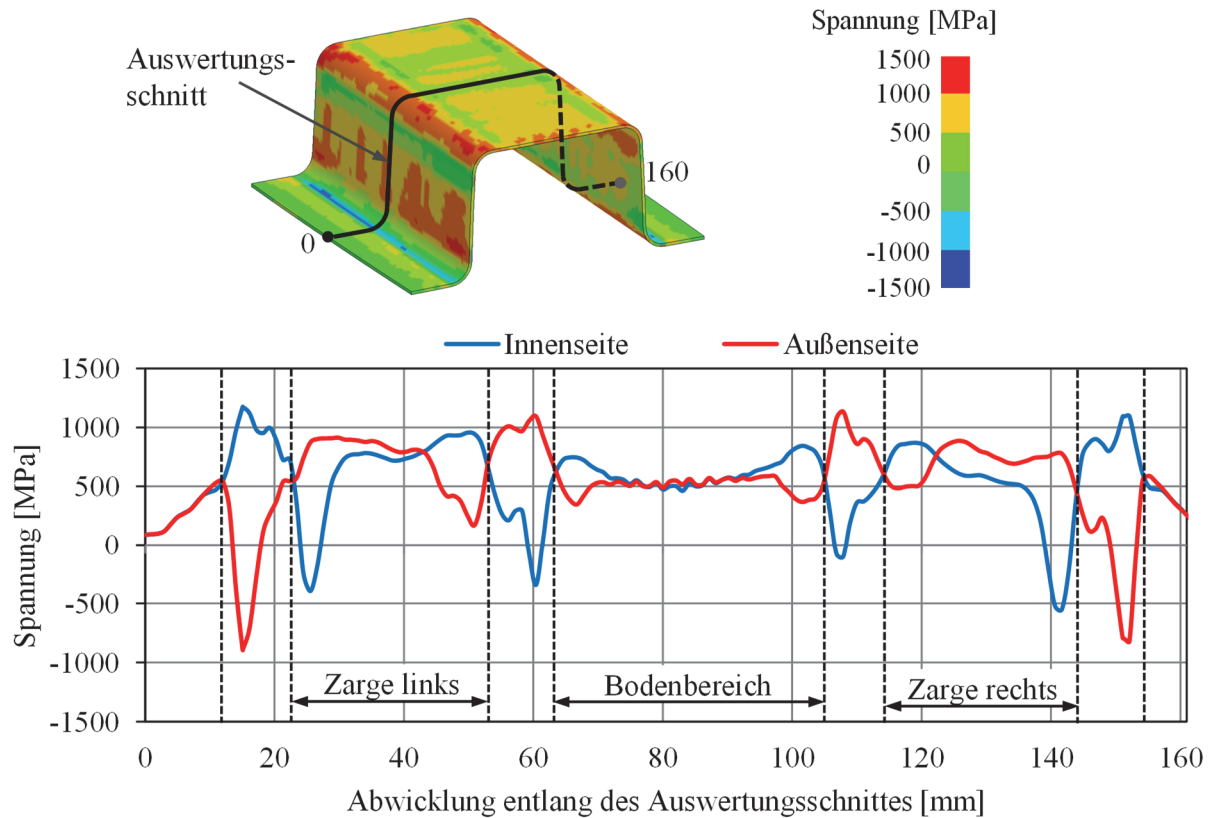 Spannung [MPa]
Auswertungs-
schnitt
1500
1000
500
0
-500
-1000
-1500
160
0
Innenseite
Außenseite
Spannung [MPa]
1500
1000
500
0
-500
-1000
-1500
Zarge links
Bodenbereich
Zarge rechts
0 20 40 60 80 100 120 140 160
Abwicklung entlang des Auswertungsschnittes [mm]